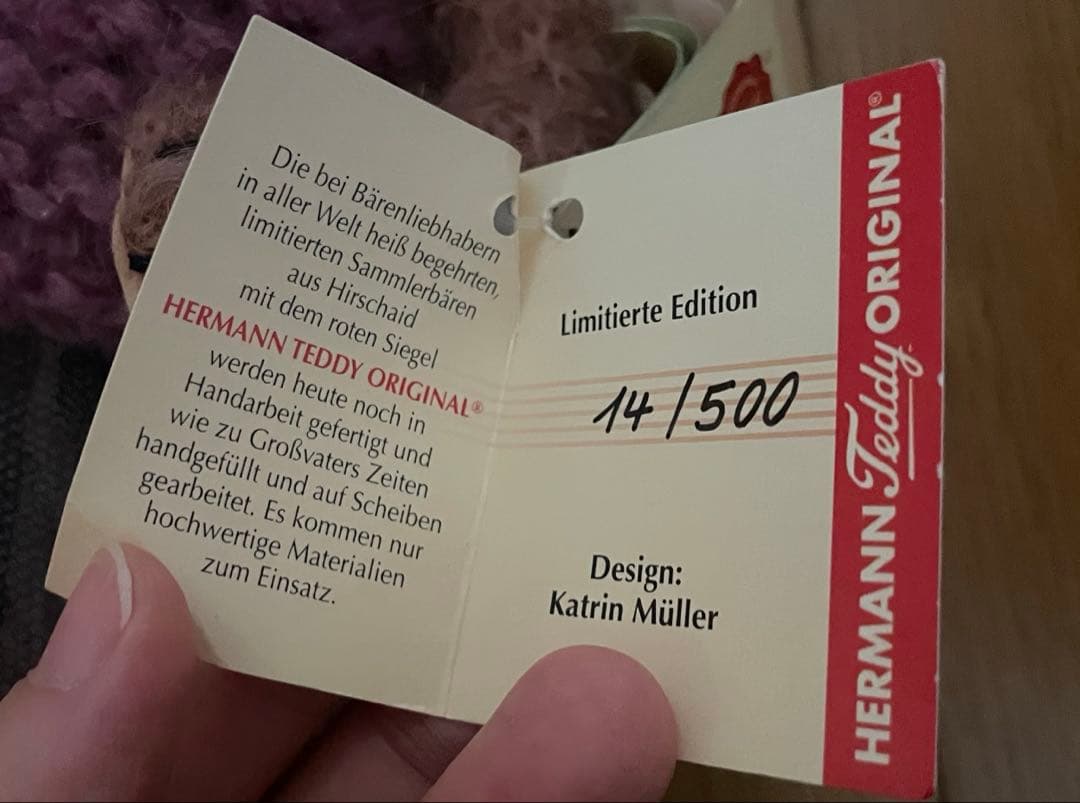 Die bei Bärenliebhabern
in aller Welt heiß begehrten,
limitierten Sammlerbären
aus Hirschaid
mit dem roten Siegel
HERMANN TEDDY ORIGINAL®
werden heute noch in
Handarbeit gefertigt und
wie zu Großvaters Zeiten
handgefüllt und auf Scheiben
gearbeitet. Es kommen nur
hochwertige Materialien
zum Einsatz.
Limitierte Edition
14/500
Design:
Katrin Müller
HERMANN Teddy ORIGINAL®